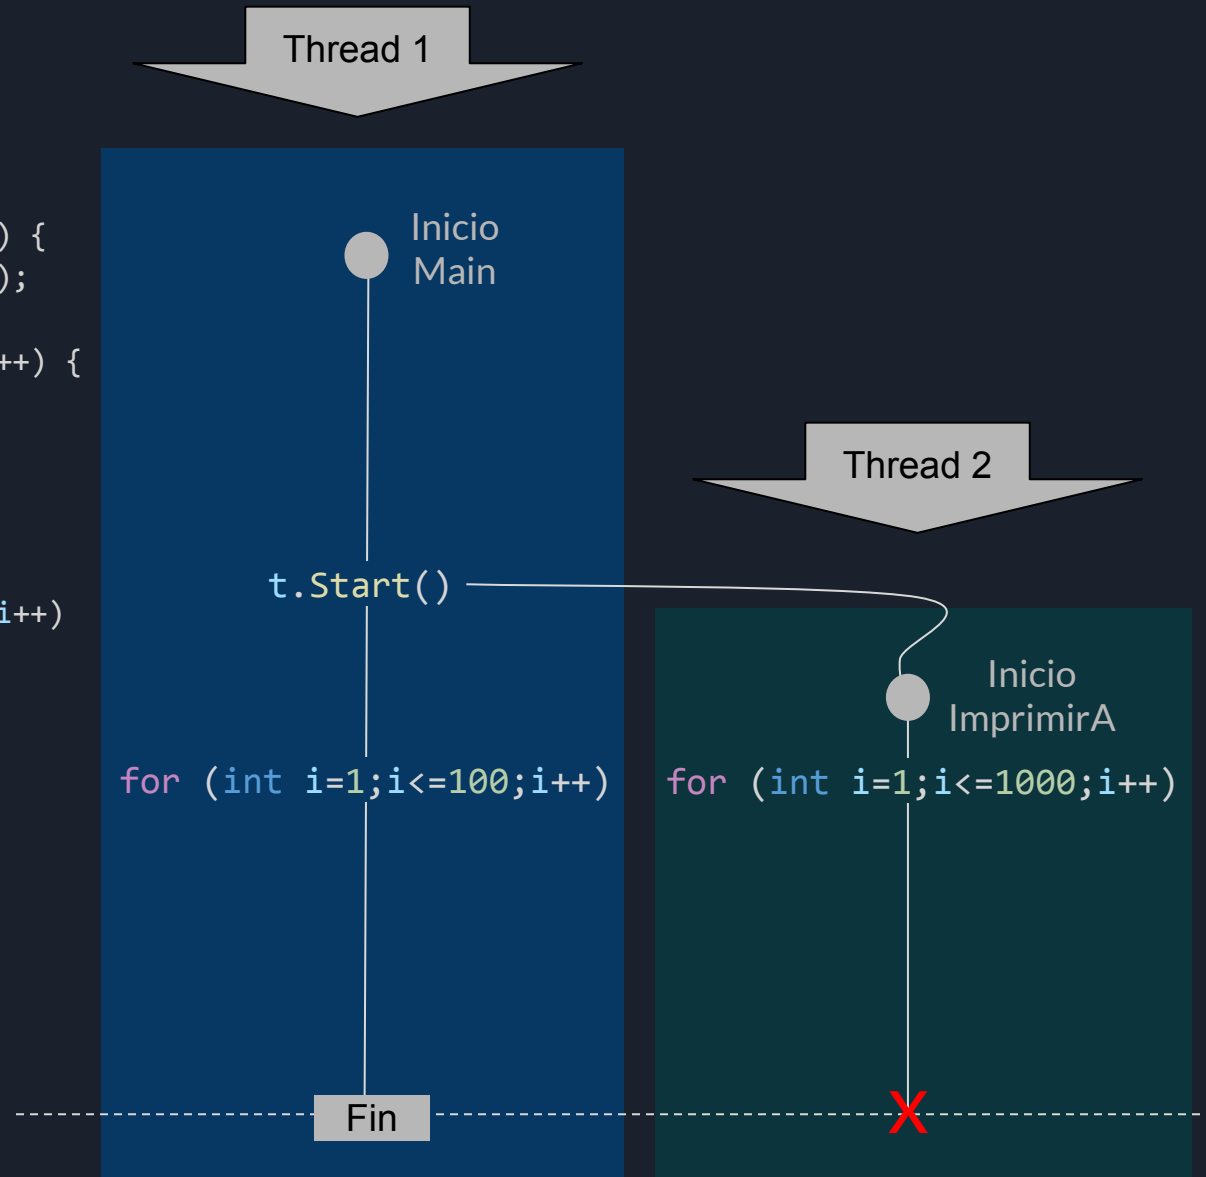 Thread 1
Inicio
Main
) {
);
++) {
Thread 2
t.Start()
i++)
Inicio
ImprimirA
for (int i=1;i<=100;i++)
for (int i=1;i<=1000;i++)
Fin
X